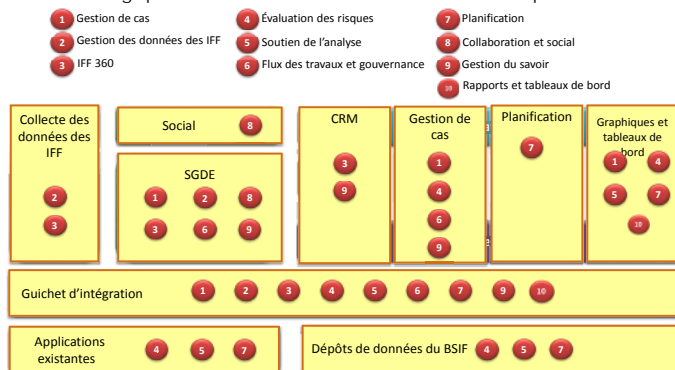 1 Gestion de cas
4 Évaluation des risques
7 Planification
2 Gestion des données des IFF
5 Soutien de l'analyse
8 Collaboration et social
3 IFF 360
6 Flux des travaux et gouvernance
9 Gestion du savoir
10 Rapports et tableaux de bord
Collecte des
données des
IFF
2
3
Social 8
SGDE
1 2 8
3 6 9
CRM
3
9
Gestion de
cas
1
4
6
9
Planification
7
Graphiques et
tableaux de
bord
1 4
5 7
10
Guichet d'intégration 1 2 3 4 5 6 7 9 10
Applications
existantes
4 5 7
Dépôts de données du BSIF 4 5 7